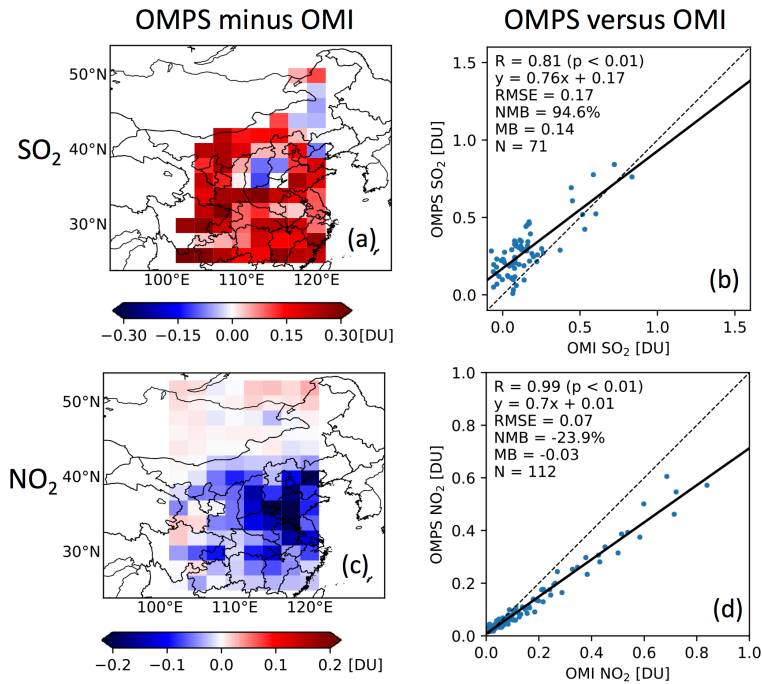 OMPS minus OMI
OMPS versus OMI
SO₂
50°N
40°N
30°N
100°E
110°E
120°E
(a)
−0.30
−0.15
0.00
0.15
0.30[DU]
R = 0.81 (p < 0.01)
y = 0.76x + 0.17
RMSE = 0.17
NMB = 94.6%
MB = 0.14
N = 71
OMPS SO₂ [DU]
1.5
1.0
0.5
0.0
(b)
0.0
0.5
1.0
1.5
OMI SO₂ [DU]
NO₂
50°N
40°N
30°N
100°E
110°E
120°E
(c)
−0.2
−0.1
0.0
0.1
0.2 [DU]
R = 0.99 (p < 0.01)
y = 0.7x + 0.01
RMSE = 0.07
NMB = -23.9%
MB = -0.03
N = 112
OMPS NO₂ [DU]
1.0
0.8
0.6
0.4
0.2
0.0
(d)
0.0
0.2
0.4
0.6
0.8
1.0
OMI NO₂ [DU]